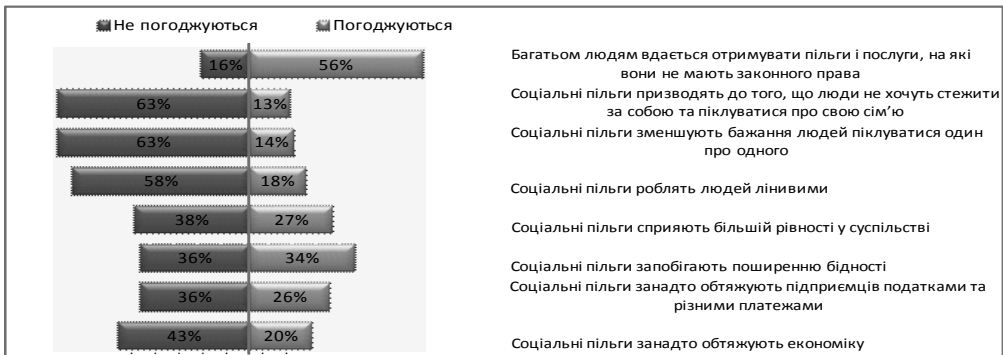 Не погоджуються Погоджуються
16% 56% Багатьом людям вдається отримувати пільги і послуги, на які
вони не мають законного права
63% 13% Соціальні пільги призводять до того, що люди не хочуть стежити
за собою та піклуватися про свою сім’ю
63% 14% Соціальні пільги зменшують бажання людей піклуватися один
про одного
58% 18% Соціальні пільги роблять людей лінивими
38% 27% Соціальні пільги сприяють більшій рівності у суспільстві
36% 34% Соціальні пільги запобігають поширенню бідності
36% 26% Соціальні пільги занадто обтяжують підприємців податками та
різними платежами
43% 20% Соціальні пільги занадто обтяжують економіку